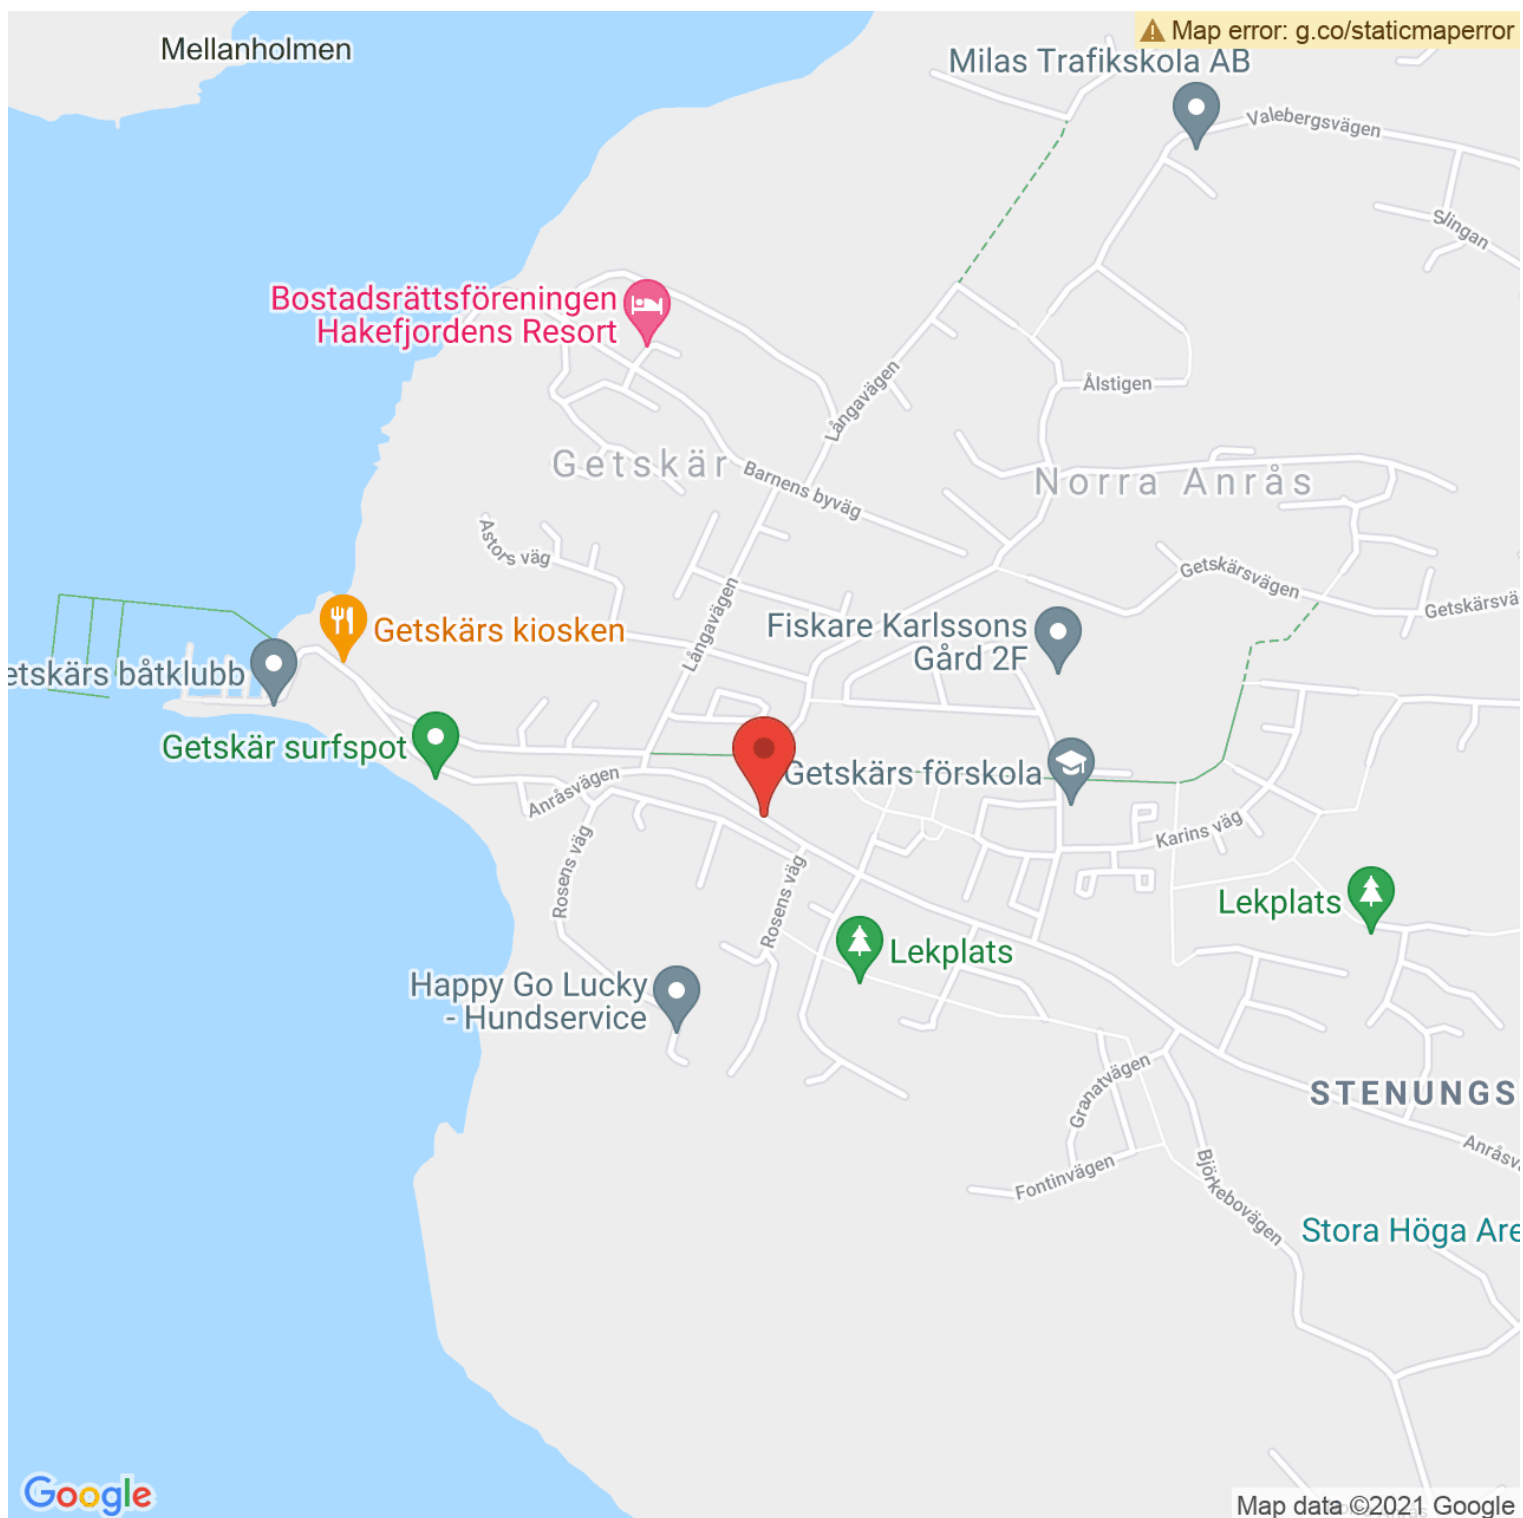 Mellanholmen
Map error: g.co/staticmaperror
Milas Trafikskola AB
Valebergsvägen
Slingan
Bostadsrättsföreningen
Hakefjordens Resort
Långavägen
Ålstigen
Getskär
Norra Anrås
Barnens byväg
Astors väg
Getskärsvägen
Getskärsvä
Långavägen
Getskärs kiosken
Fiskare Karlssons
Gård 2F
etskärs båtklubb
Getskär surfspot
Getskärs förskola
Anråsvägen
Karins väg
Rosens väg
Rosens väg
Lekplats
Lekplats
Happy Go Lucky
- Hundservice
Granatvägen
STENUNGS
Anråsvä
Fontinvägen
Björkebovägen
Stora Höga Are
Google
Map data ©2021 Google